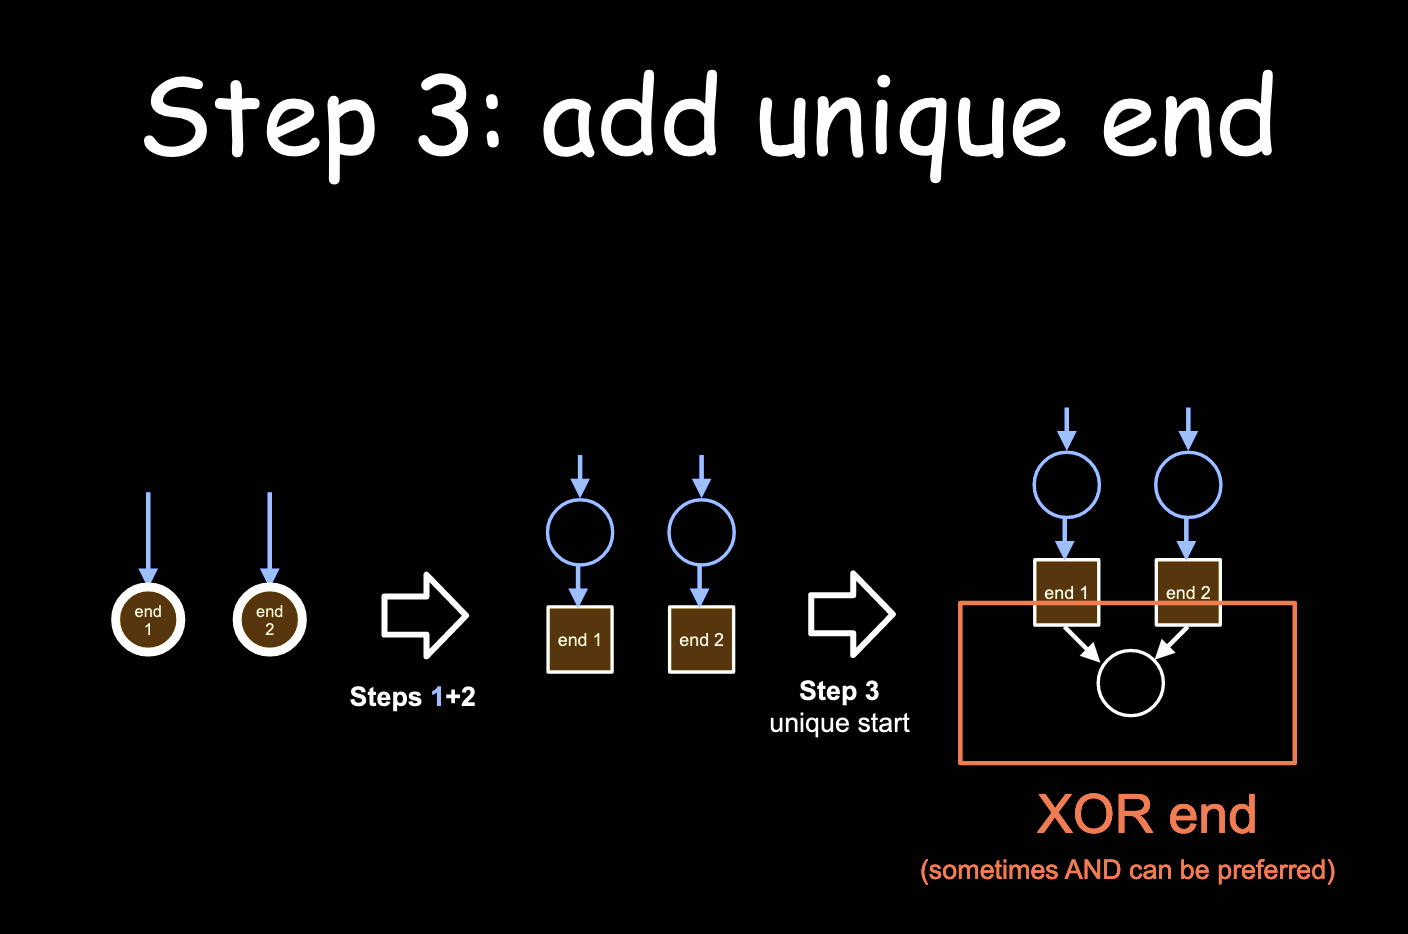 Step 3: add unique end
end
1
end
2
Steps 1+2
end 1
end 2
Step 3
unique start
end 1
end 2
XOR end
(sometimes AND can be preferred)